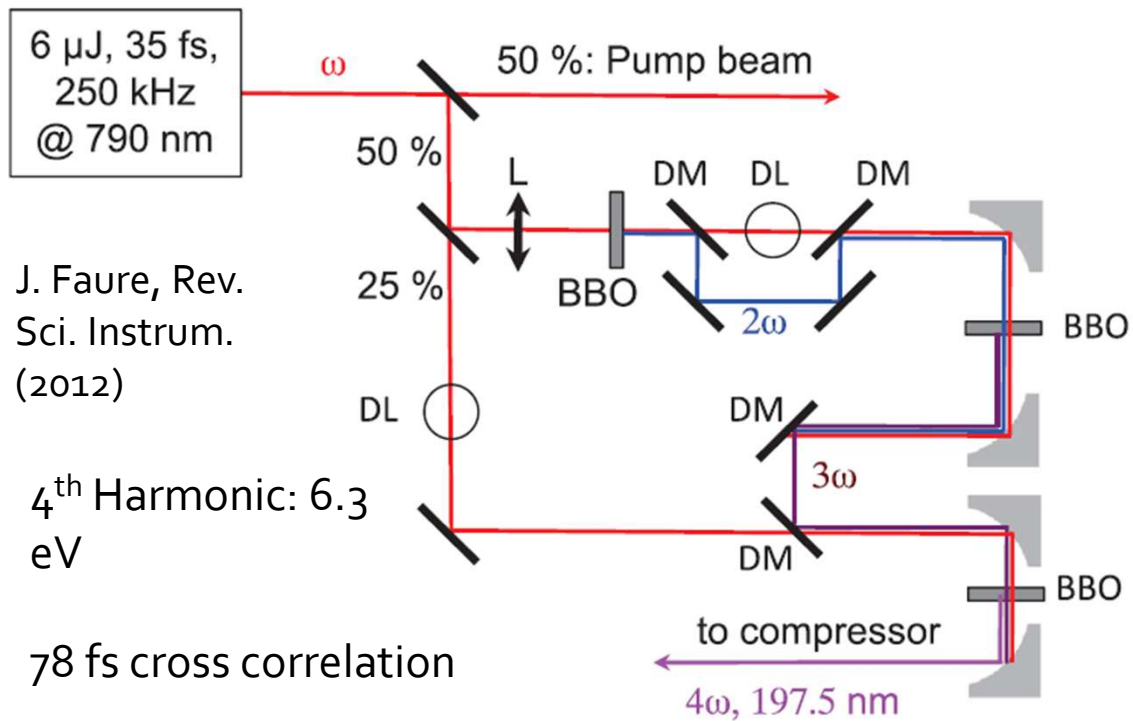 6 µJ, 35 fs,
250 kHz
@ 790 nm
ω
50 %: Pump beam
50 %
L
DM
DL
DM
BBO
2ω
25 %
BBO
J. Faure, Rev.
Sci. Instrum.
(2012)
DL
DM
3ω
4th Harmonic: 6.3
eV
DM
BBO
to compressor
78 fs cross correlation
4ω, 197.5 nm